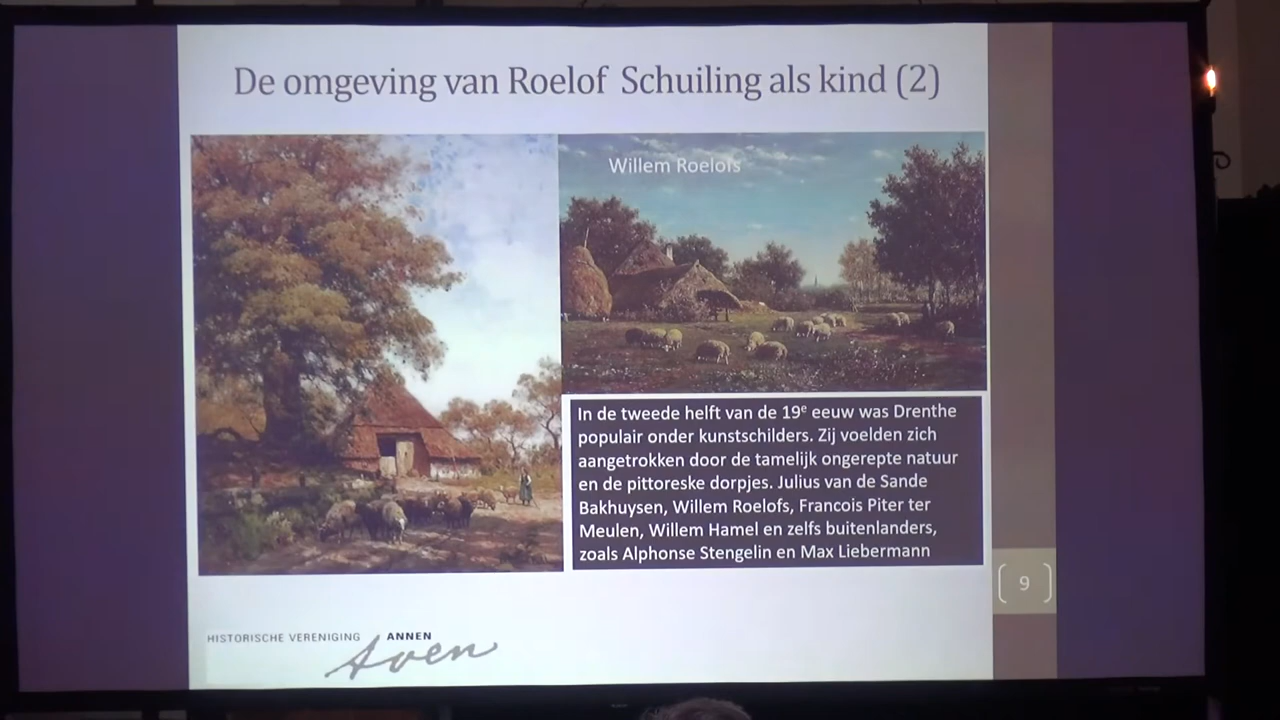 De omgeving van Roelof Schuiling als kind (2)
Willem Roelofs
In de tweede helft van de 19e eeuw was Drenthe
populair onder kunstschilders. Zij voelden zich
aangetrokken door de tamelijk ongerepte natuur
en de pittoreske dorpjes. Julius van de Sande
Bakhuysen, Willem Roelofs, Francois Piter ter
Meulen, Willem Hamel en zelfs buitenlanders,
zoals Alphonse Stengelin en Max Liebermann
9
HISTORISCHE VERENIGING ANNEN
Aven